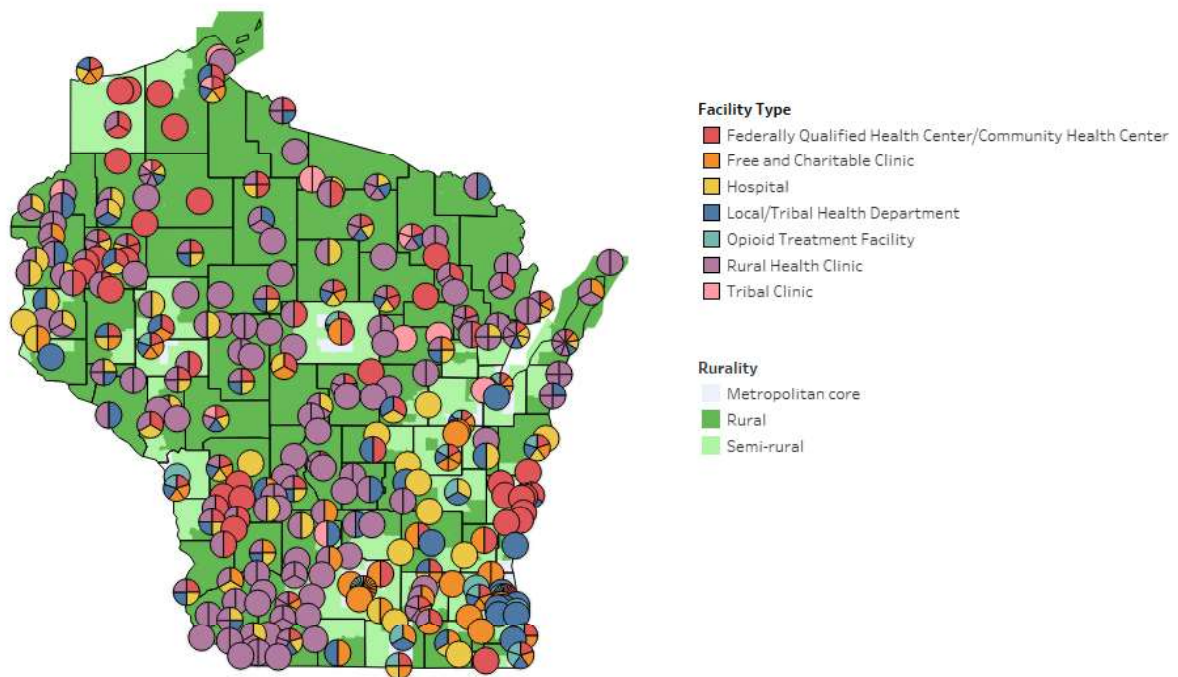 Facility Type
Federally Qualified Health Center/Community Health Center
Free and Charitable Clinic
Hospital
Local/Tribal Health Department
Opioid Treatment Facility
Rural Health Clinic
Tribal Clinic
Rurality
Metropolitan core
Rural
Semi-rural